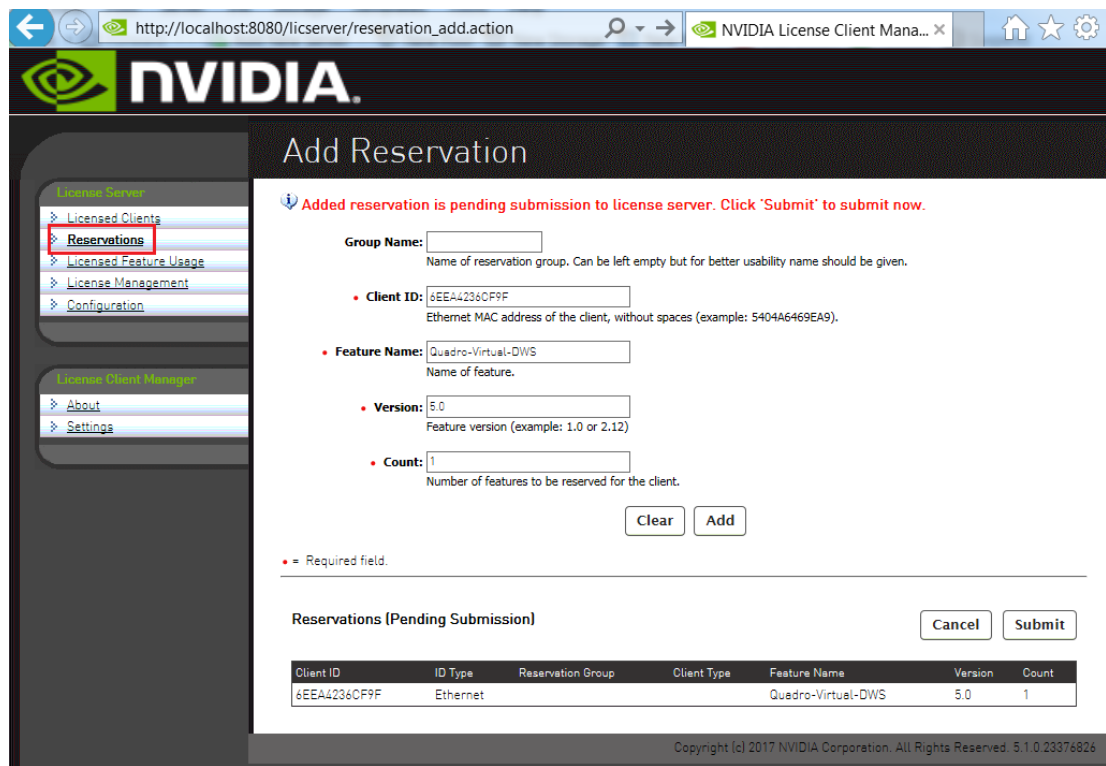 http://localhost:8080/licserver/reservation_add.action
NVIDIA License Client Mana... ×
NVIDIA.
Add Reservation
License Server
Licensed Clients
Reservations
Licensed Feature Usage
License Management
Configuration
License Client Manager
About
Settings
Added reservation is pending submission to license server. Click 'Submit' to submit now.
Group Name:
Name of reservation group. Can be left empty but for better usability name should be given.
• Client ID: 6EEA4236CF9F
Ethernet MAC address of the client, without spaces (example: 5404A6469EA9).
• Feature Name: Quadro-Virtual-DWS
Name of feature.
• Version: 5.0
Feature version (example: 1.0 or 2.12)
• Count: 1
Number of features to be reserved for the client.
Clear Add
• = Required field.
Reservations (Pending Submission)
Cancel Submit
Client ID ID Type Reservation Group Client Type Feature Name Version Count
6EEA4236CF9F Ethernet Quadro-Virtual-DWS 5.0 1
Copyright (c) 2017 NVIDIA Corporation. All Rights Reserved. 5.1.0.23376826